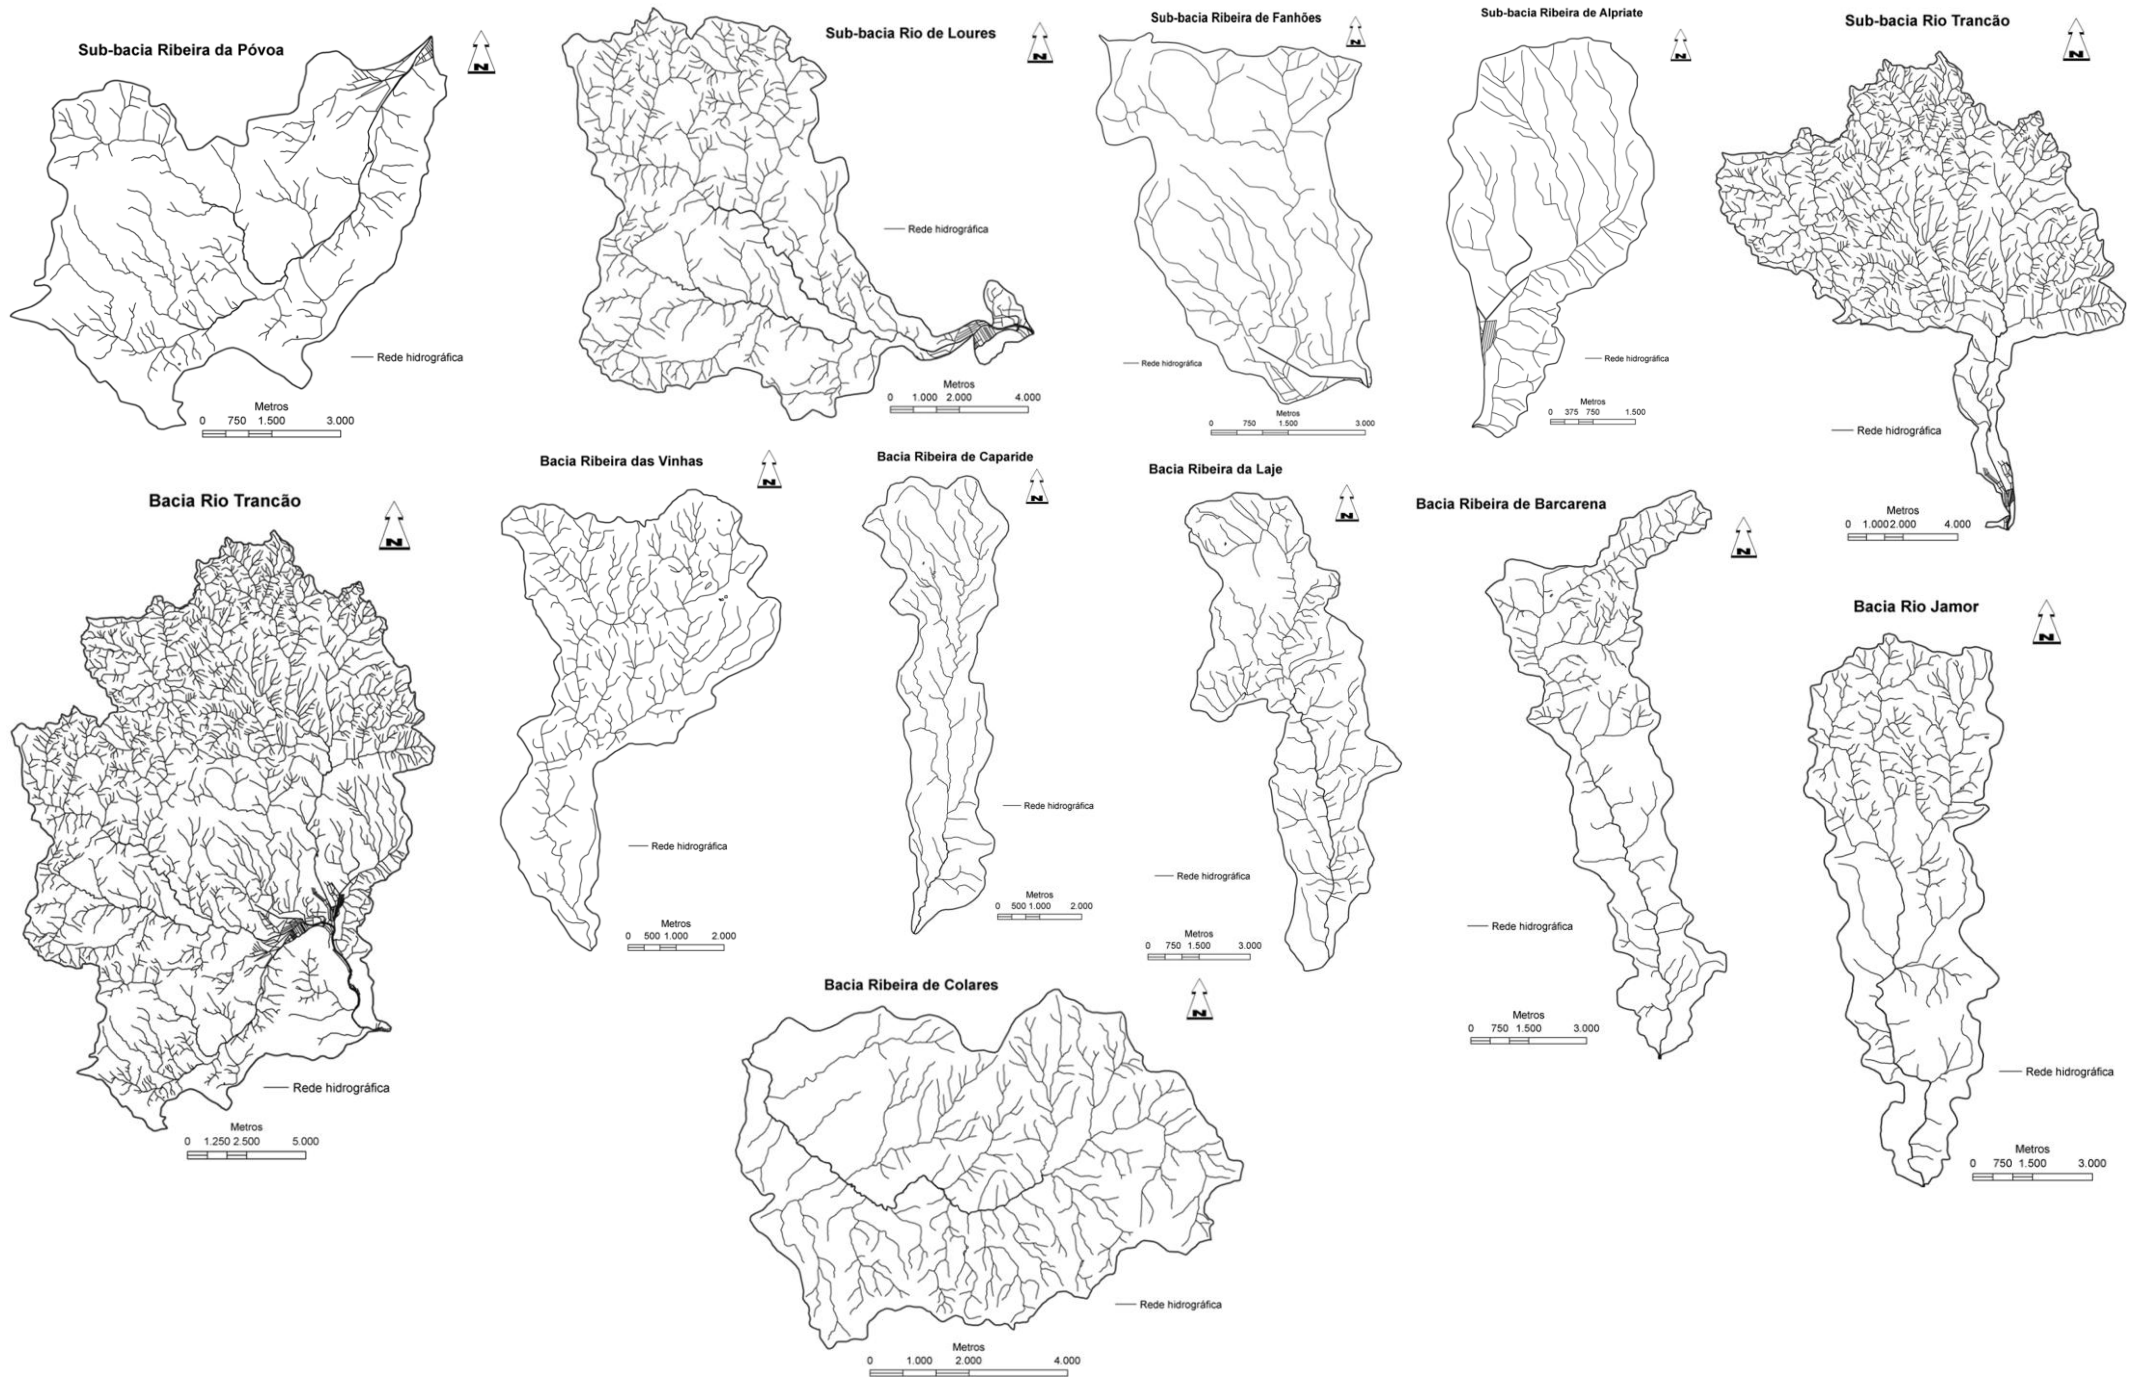 Sub-bacia Ribeira da Póvoa
N
Rede hidrográfica
Metros
0 750 1.500 3.000
Sub-bacia Rio de Loures
N
Rede hidrográfica
Metros
0 1.000 2.000 4.000
Sub-bacia Ribeira de Fanhões
N
Rede hidrográfica
Metros
0 750 1.500 3.000
Sub-bacia Ribeira de Alpriate
N
Rede hidrográfica
Metros
0 375 750 1.500
Sub-bacia Rio Trancão
N
Rede hidrográfica
Metros
0 1.000 2.000 4.000
Bacia Rio Trancão
N
Rede hidrográfica
Metros
0 1.250 2.500 5.000
Bacia Ribeira das Vinhas
N
Rede hidrográfica
Metros
0 500 1.000 2.000
Bacia Ribeira de Caparide
N
Rede hidrográfica
Metros
0 500 1.000 2.000
Bacia Ribeira da Laje
N
Rede hidrográfica
Metros
0 750 1.500 3.000
Bacia Ribeira de Barcarena
N
Rede hidrográfica
Metros
0 750 1.500 3.000
Bacia Rio Jamor
N
Rede hidrográfica
Metros
0 750 1.500 3.000
Bacia Ribeira de Colares
N
Rede hidrográfica
Metros
0 1.000 2.000 4.000